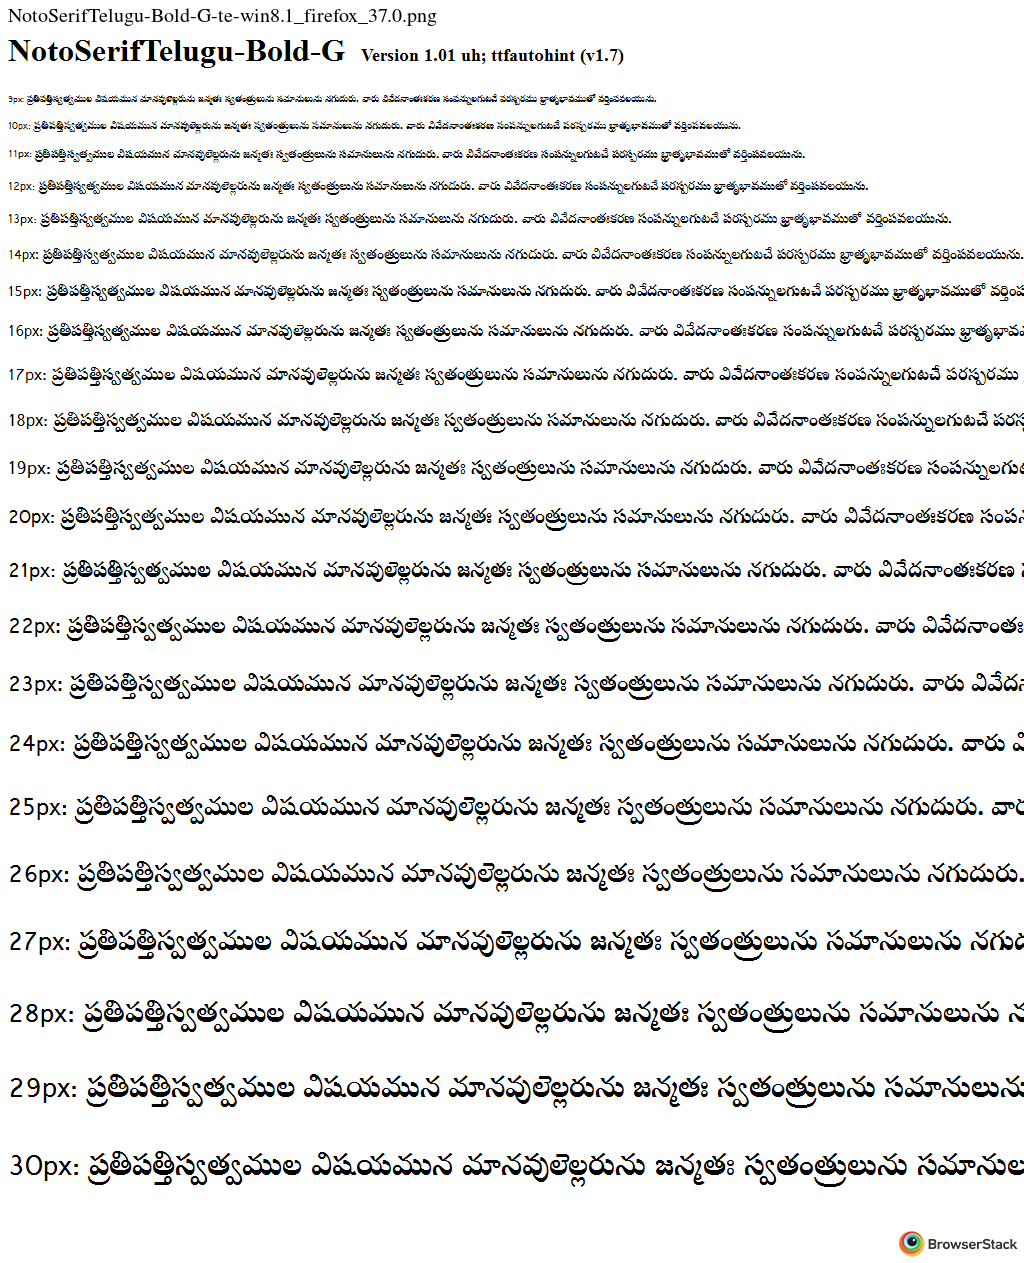 NotoSerifTelugu-Bold-G-te-win8.1_firefox_37.0.png
NotoSerifTelugu-Bold-G Version 1.01 uh; ttfautohint (v1.7)
9px: ప్రతిపత్తిస్వత్వముల విషయమున మానవులెల్లరును జన్మతః స్వతంత్రులును సమానులును నగుదురు. వారు వివేదనాంతఃకరణ సంపన్నులగుటచే పరస్పరము భ్రాతృభావముతో వర్తింపవలయును.
10px: ప్రతిపత్తిస్వత్వముల విషయమున మానవులెల్లరును జన్మతః స్వతంత్రులును సమానులును నగుదురు. వారు వివేదనాంతఃకరణ సంపన్నులగుటచే పరస్పరము భ్రాతృభావముతో వర్తింపవలయును.
11px: ప్రతిపత్తిస్వత్వముల విషయమున మానవులెల్లరును జన్మతః స్వతంత్రులును సమానులును నగుదురు. వారు వివేదనాంతఃకరణ సంపన్నులగుటచే పరస్పరము భ్రాతృభావముతో వర్తింపవలయును.
12px: ప్రతిపత్తిస్వత్వముల విషయమున మానవులెల్లరును జన్మతః స్వతంత్రులును సమానులును నగుదురు. వారు వివేదనాంతఃకరణ సంపన్నులగుటచే పరస్పరము భ్రాతృభావముతో వర్తింపవలయును.
13px: ప్రతిపత్తిస్వత్వముల విషయమున మానవులెల్లరును జన్మతః స్వతంత్రులును సమానులును నగుదురు. వారు వివేదనాంతఃకరణ సంపన్నులగుటచే పరస్పరము భ్రాతృభావముతో వర్తింపవలయును.
14px: ప్రతిపత్తిస్వత్వముల విషయమున మానవులెల్లరును జన్మతః స్వతంత్రులును సమానులును నగుదురు. వారు వివేదనాంతఃకరణ సంపన్నులగుటచే పరస్పరము భ్రాతృభావముతో వర్తింపవలయును.
15px: ప్రతిపత్తిస్వత్వముల విషయమున మానవులెల్లరును జన్మతః స్వతంత్రులును సమానులును నగుదురు. వారు వివేదనాంతఃకరణ సంపన్నులగుటచే పరస్పరము భ్రాతృభావముతో వర్తింప
16px: ప్రతిపత్తిస్వత్వముల విషయమున మానవులెల్లరును జన్మతః స్వతంత్రులును సమానులును నగుదురు. వారు వివేదనాంతఃకరణ సంపన్నులగుటచే పరస్పరము భ్రాతృభావ
17px: ప్రతిపత్తిస్వత్వముల విషయమున మానవులెల్లరును జన్మతః స్వతంత్రులును సమానులును నగుదురు. వారు వివేదనాంతఃకరణ సంపన్నులగుటచే పరస్పరము
18px: ప్రతిపత్తిస్వత్వముల విషయమున మానవులెల్లరును జన్మతః స్వతంత్రులును సమానులును నగుదురు. వారు వివేదనాంతఃకరణ సంపన్నులగుటచే పరస్ప
19px: ప్రతిపత్తిస్వత్వముల విషయమున మానవులెల్లరును జన్మతః స్వతంత్రులును సమానులును నగుదురు. వారు వివేదనాంతఃకరణ సంపన్నులగుట
20px: ప్రతిపత్తిస్వత్వముల విషయమున మానవులెల్లరును జన్మతః స్వతంత్రులును సమానులును నగుదురు. వారు వివేదనాంతఃకరణ సంప
21px: ప్రతిపత్తిస్వత్వముల విషయమున మానవులెల్లరును జన్మతః స్వతంత్రులును సమానులును నగుదురు. వారు వివేదనాంతఃకరణ
22px: ప్రతిపత్తిస్వత్వముల విషయమున మానవులెల్లరును జన్మతః స్వతంత్రులును సమానులును నగుదురు. వారు వివేదనాంతః
23px: ప్రతిపత్తిస్వత్వముల విషయమున మానవులెల్లరును జన్మతః స్వతంత్రులును సమానులును నగుదురు. వారు వివేదన
24px: ప్రతిపత్తిస్వత్వముల విషయమున మానవులెల్లరును జన్మతః స్వతంత్రులును సమానులును నగుదురు. వారు వి
25px: ప్రతిపత్తిస్వత్వముల విషయమున మానవులెల్లరును జన్మతః స్వతంత్రులును సమానులును నగుదురు. వారు
26px: ప్రతిపత్తిస్వత్వముల విషయమున మానవులెల్లరును జన్మతః స్వతంత్రులును సమానులును నగుదురు.
27px: ప్రతిపత్తిస్వత్వముల విషయమున మానవులెల్లరును జన్మతః స్వతంత్రులును సమానులును నగుద
28px: ప్రతిపత్తిస్వత్వముల విషయమున మానవులెల్లరును జన్మతః స్వతంత్రులును సమానులును న
29px: ప్రతిపత్తిస్వత్వముల విషయమున మానవులెల్లరును జన్మతః స్వతంత్రులును సమానులును
30px: ప్రతిపత్తిస్వత్వముల విషయమున మానవులెల్లరును జన్మతః స్వతంత్రులును సమానుల
BrowserStack